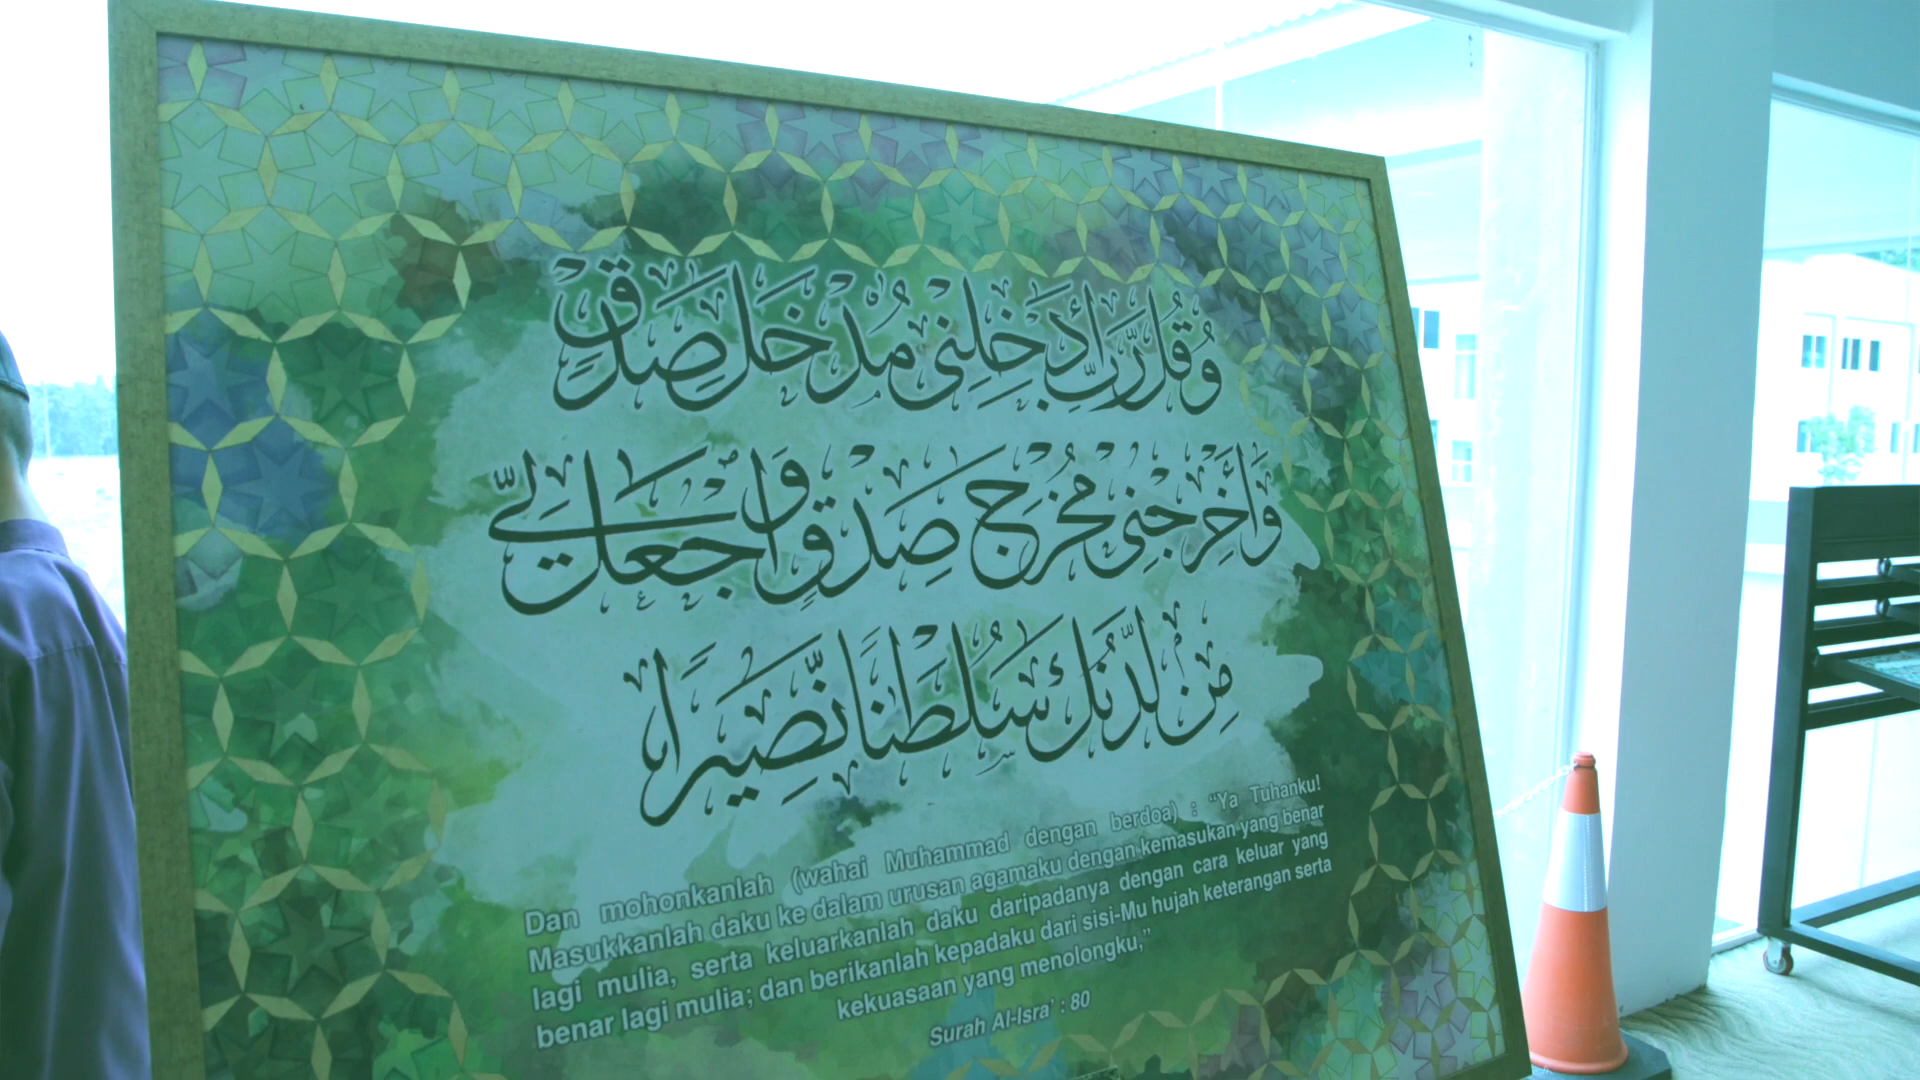 وَقُل رَّبِّ أَدْخِلْنِى مُدْخَلَ صِدْقٍ
وَأَخْرِجْنِى مُخْرَجَ صِدْقٍ وَاجْعَل لِّى
مِن لَّدُنكَ سُلْطَٰنًا نَّصِيرًا
Dan mohonkanlah (wahai Muhammad dengan berdoa) : “Ya Tuhanku!
Masukkanlah daku ke dalam urusan agamaku dengan kemasukan yang benar
lagi mulia, serta keluarkanlah daku daripadanya dengan cara keluar yang
benar lagi mulia; dan berikanlah kepadaku dari sisi-Mu hujah keterangan serta
kekuasaan yang menolongku,”
Surah Al-Isra' : 80